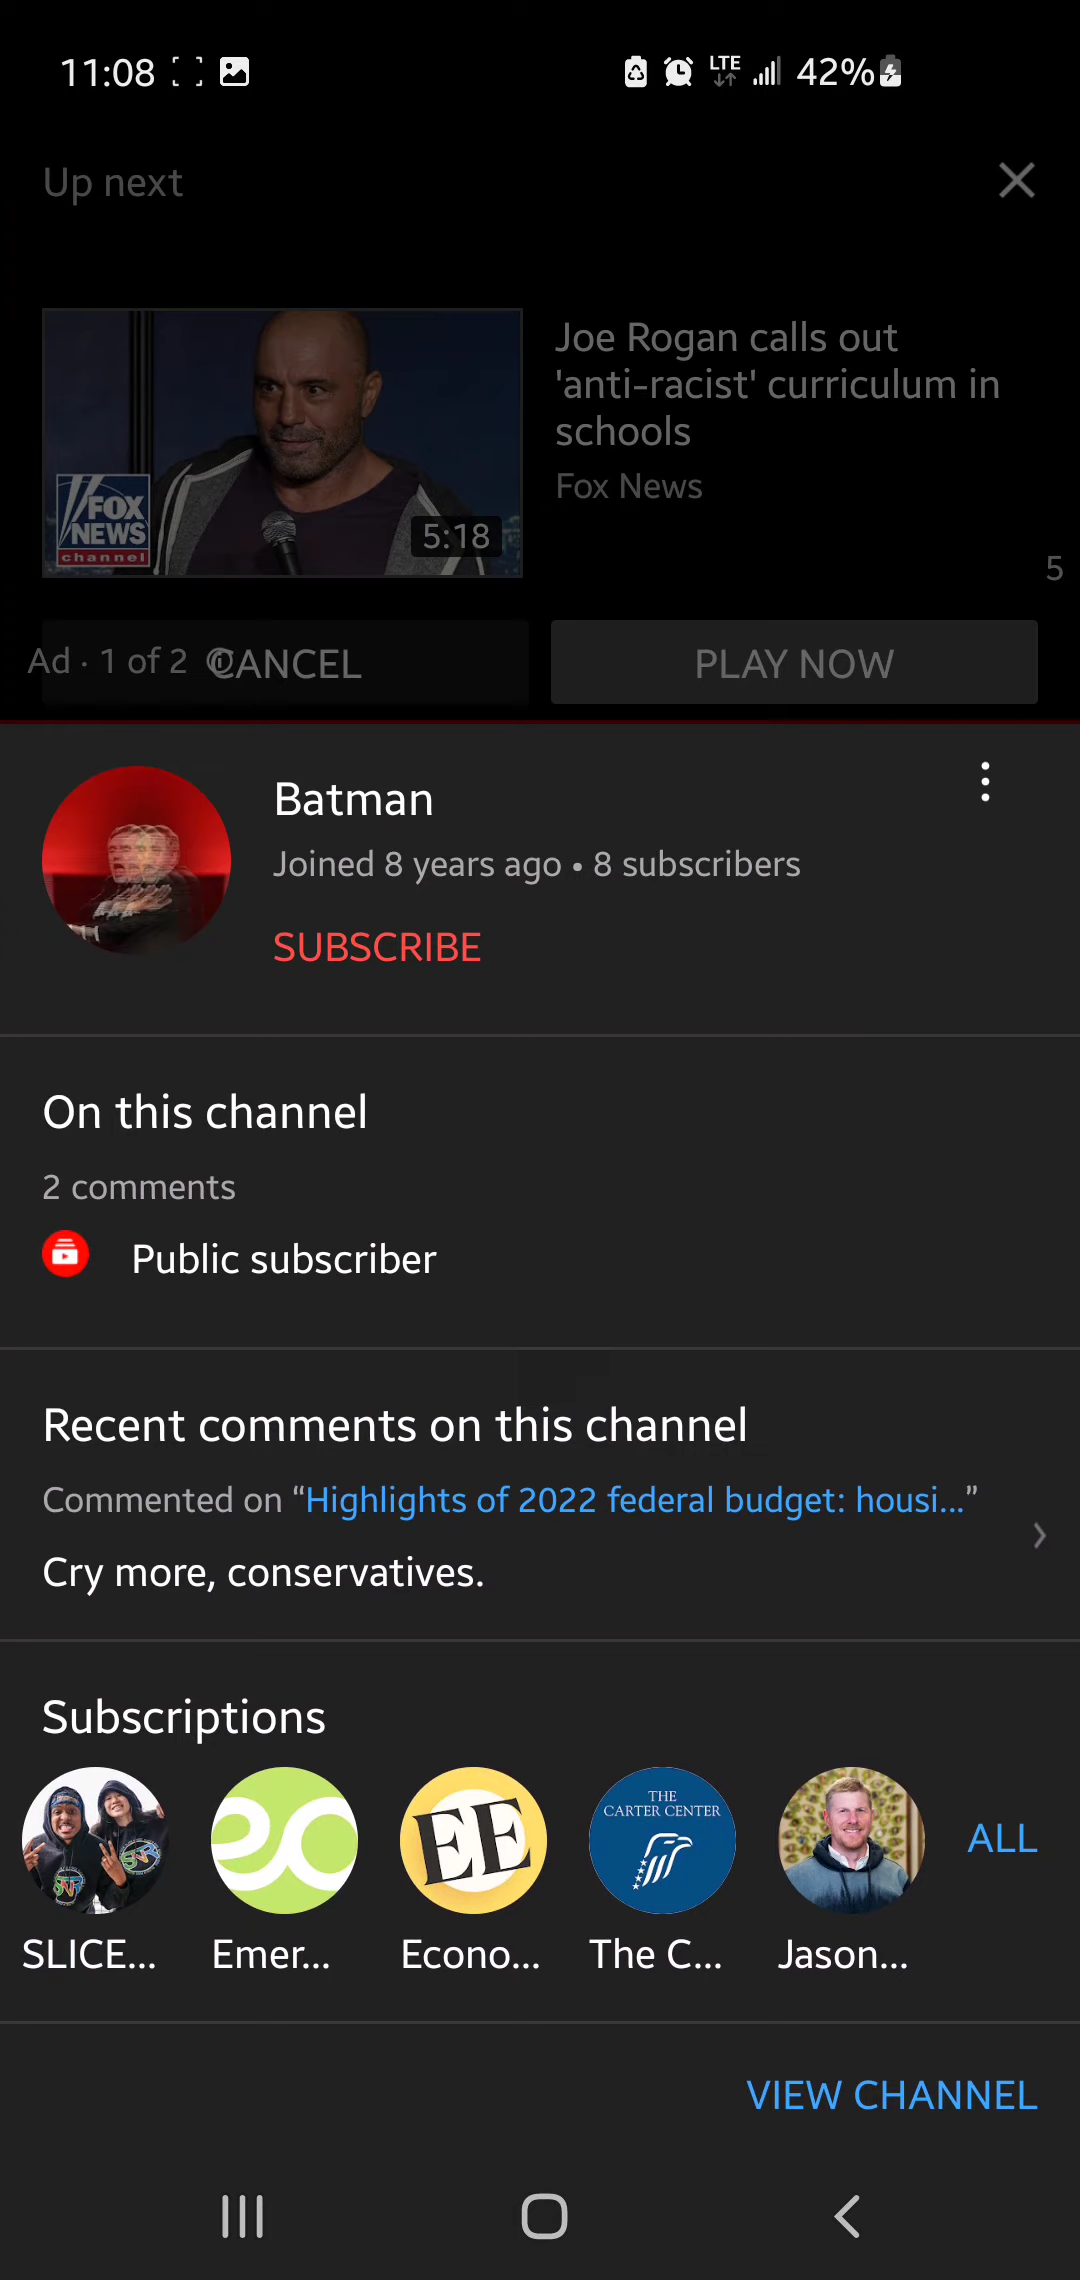 11:08
LTE
42%
Up next
Joe Rogan calls out
'anti-racist' curriculum in
schools
Fox News
FOX
NEWS
channel
5:18
5
Ad · 1 of 2
CANCEL
PLAY NOW
Batman
Joined 8 years ago • 8 subscribers
SUBSCRIBE
On this channel
2 comments
Public subscriber
Recent comments on this channel
Commented on “Highlights of 2022 federal budget: housi...”
Cry more, conservatives.
Subscriptions
EE
THE
CARTER CENTER
ALL
SLICE...
Emer...
Econo...
The C...
Jason...
VIEW CHANNEL